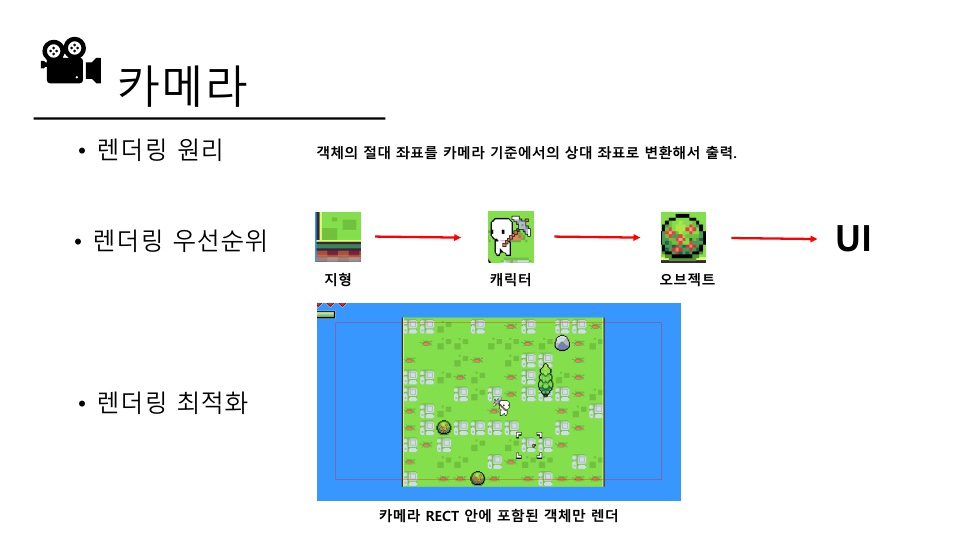 카메라
• 렌더링 원리
객체의 절대 좌표를 카메라 기준에서의 상대 좌표로 변환해서 출력.
• 렌더링 우선순위
지형
캐릭터
오브젝트
UI
• 렌더링 최적화
카메라 RECT 안에 포함된 객체만 렌더